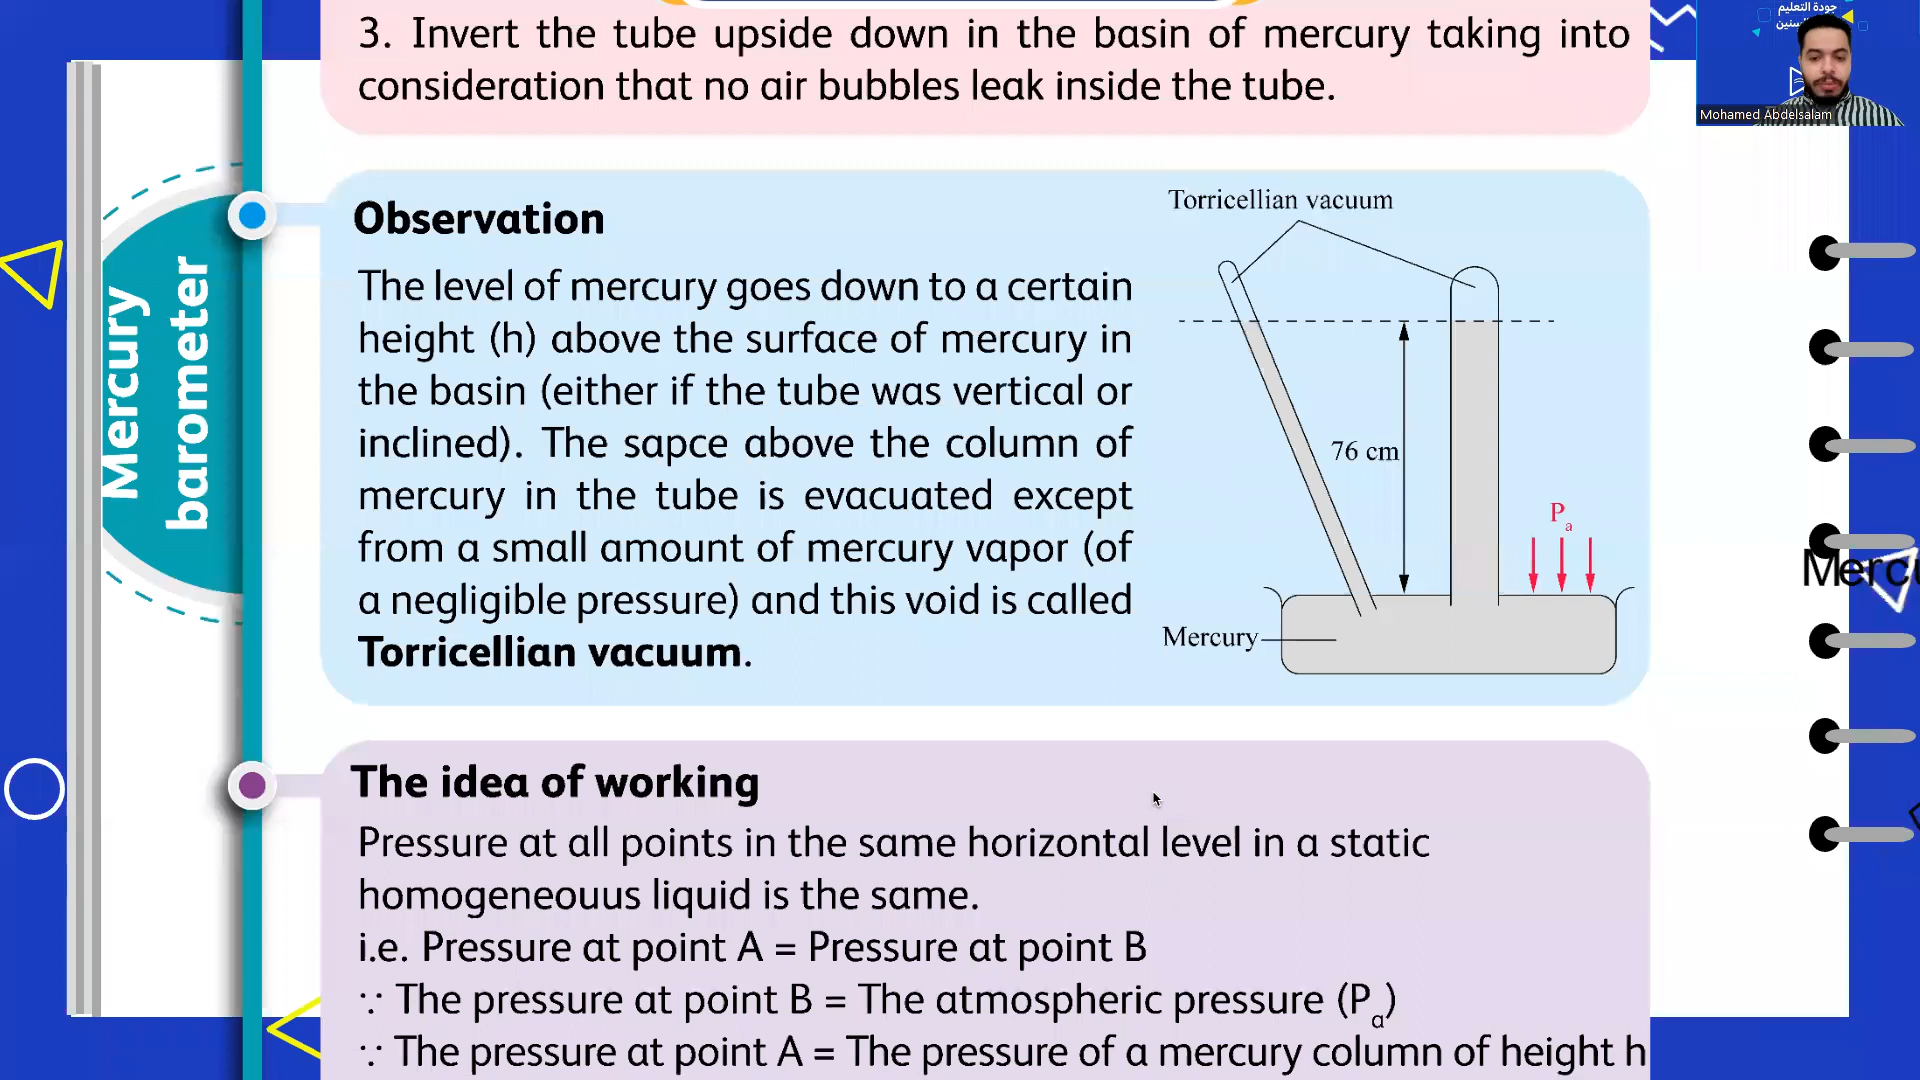 3. Invert the tube upside down in the basin of mercury taking into
consideration that no air bubbles leak inside the tube.
جودة التعليم
Mohamed Abdelsalam
Mercury
barometer
Observation
The level of mercury goes down to a certain
height (h) above the surface of mercury in
the basin (either if the tube was vertical or
inclined). The sapce above the column of
mercury in the tube is evacuated except
from a small amount of mercury vapor (of
a negligible pressure) and this void is called
Torricellian vacuum.
Torricellian vacuum
76 cm
Pa
Mercury
Mercu
The idea of working
Pressure at all points in the same horizontal level in a static
homogeneouus liquid is the same.
i.e. Pressure at point A = Pressure at point B
∵ The pressure at point B = The atmospheric pressure (Pa)
∵ The pressure at point A = The pressure of a mercury column of height h